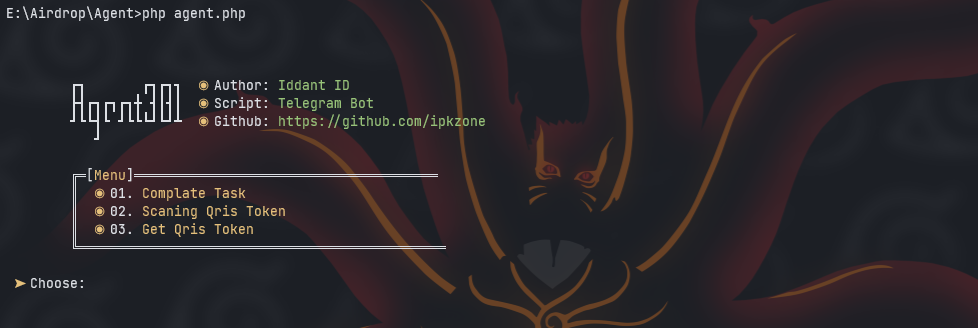 E:\Airdrop\Agent>php agent.php
Agent301
◉ Author: Iddant ID
◉ Script: Telegram Bot
◉ Github: https://github.com/ipkzone
[Menu]
◉ 01. Complate Task
◉ 02. Scaning Qris Token
◉ 03. Get Qris Token
➤ Choose: